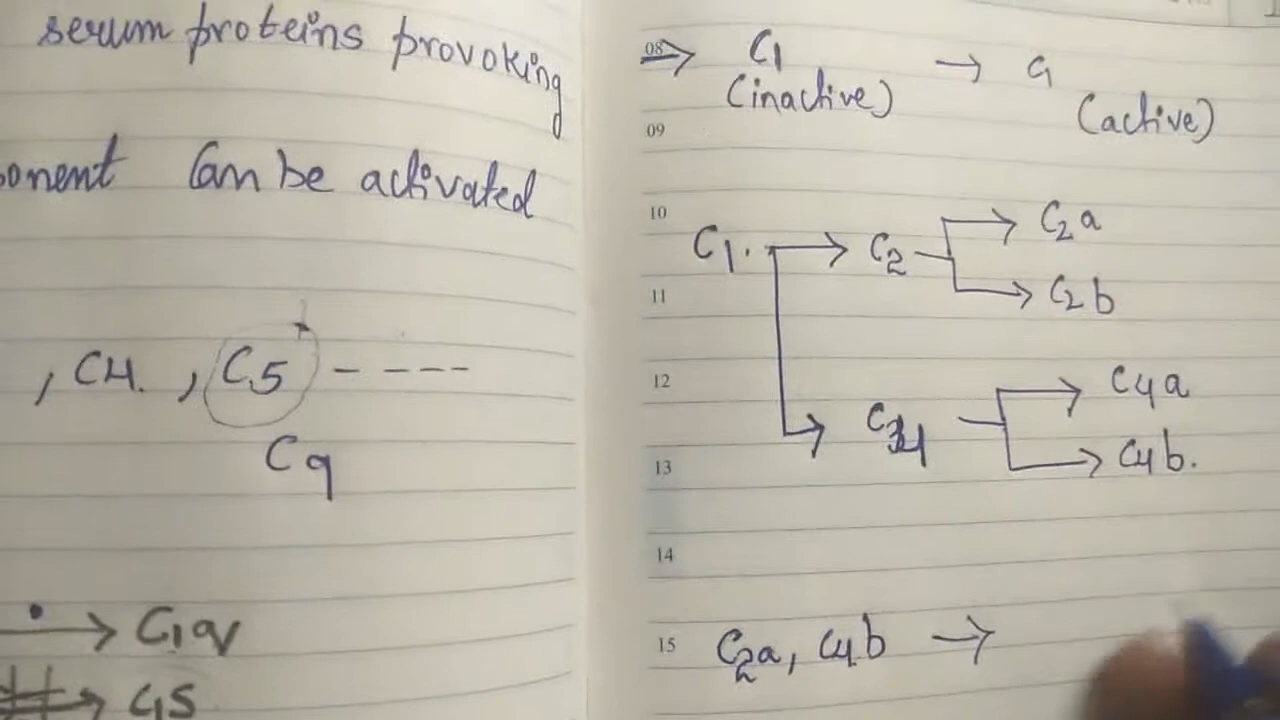 serum proteins provoking
onent Can be activated
, C4. , C5 - ----
C9
→ C1qr
→ C1s
08 ⇒ C1 → C1
(inactive) (active)
09
10 C2a
C1. → C2
11 C2b
12 C4a
C4
13 C4b.
14
15 C2a, C4b →